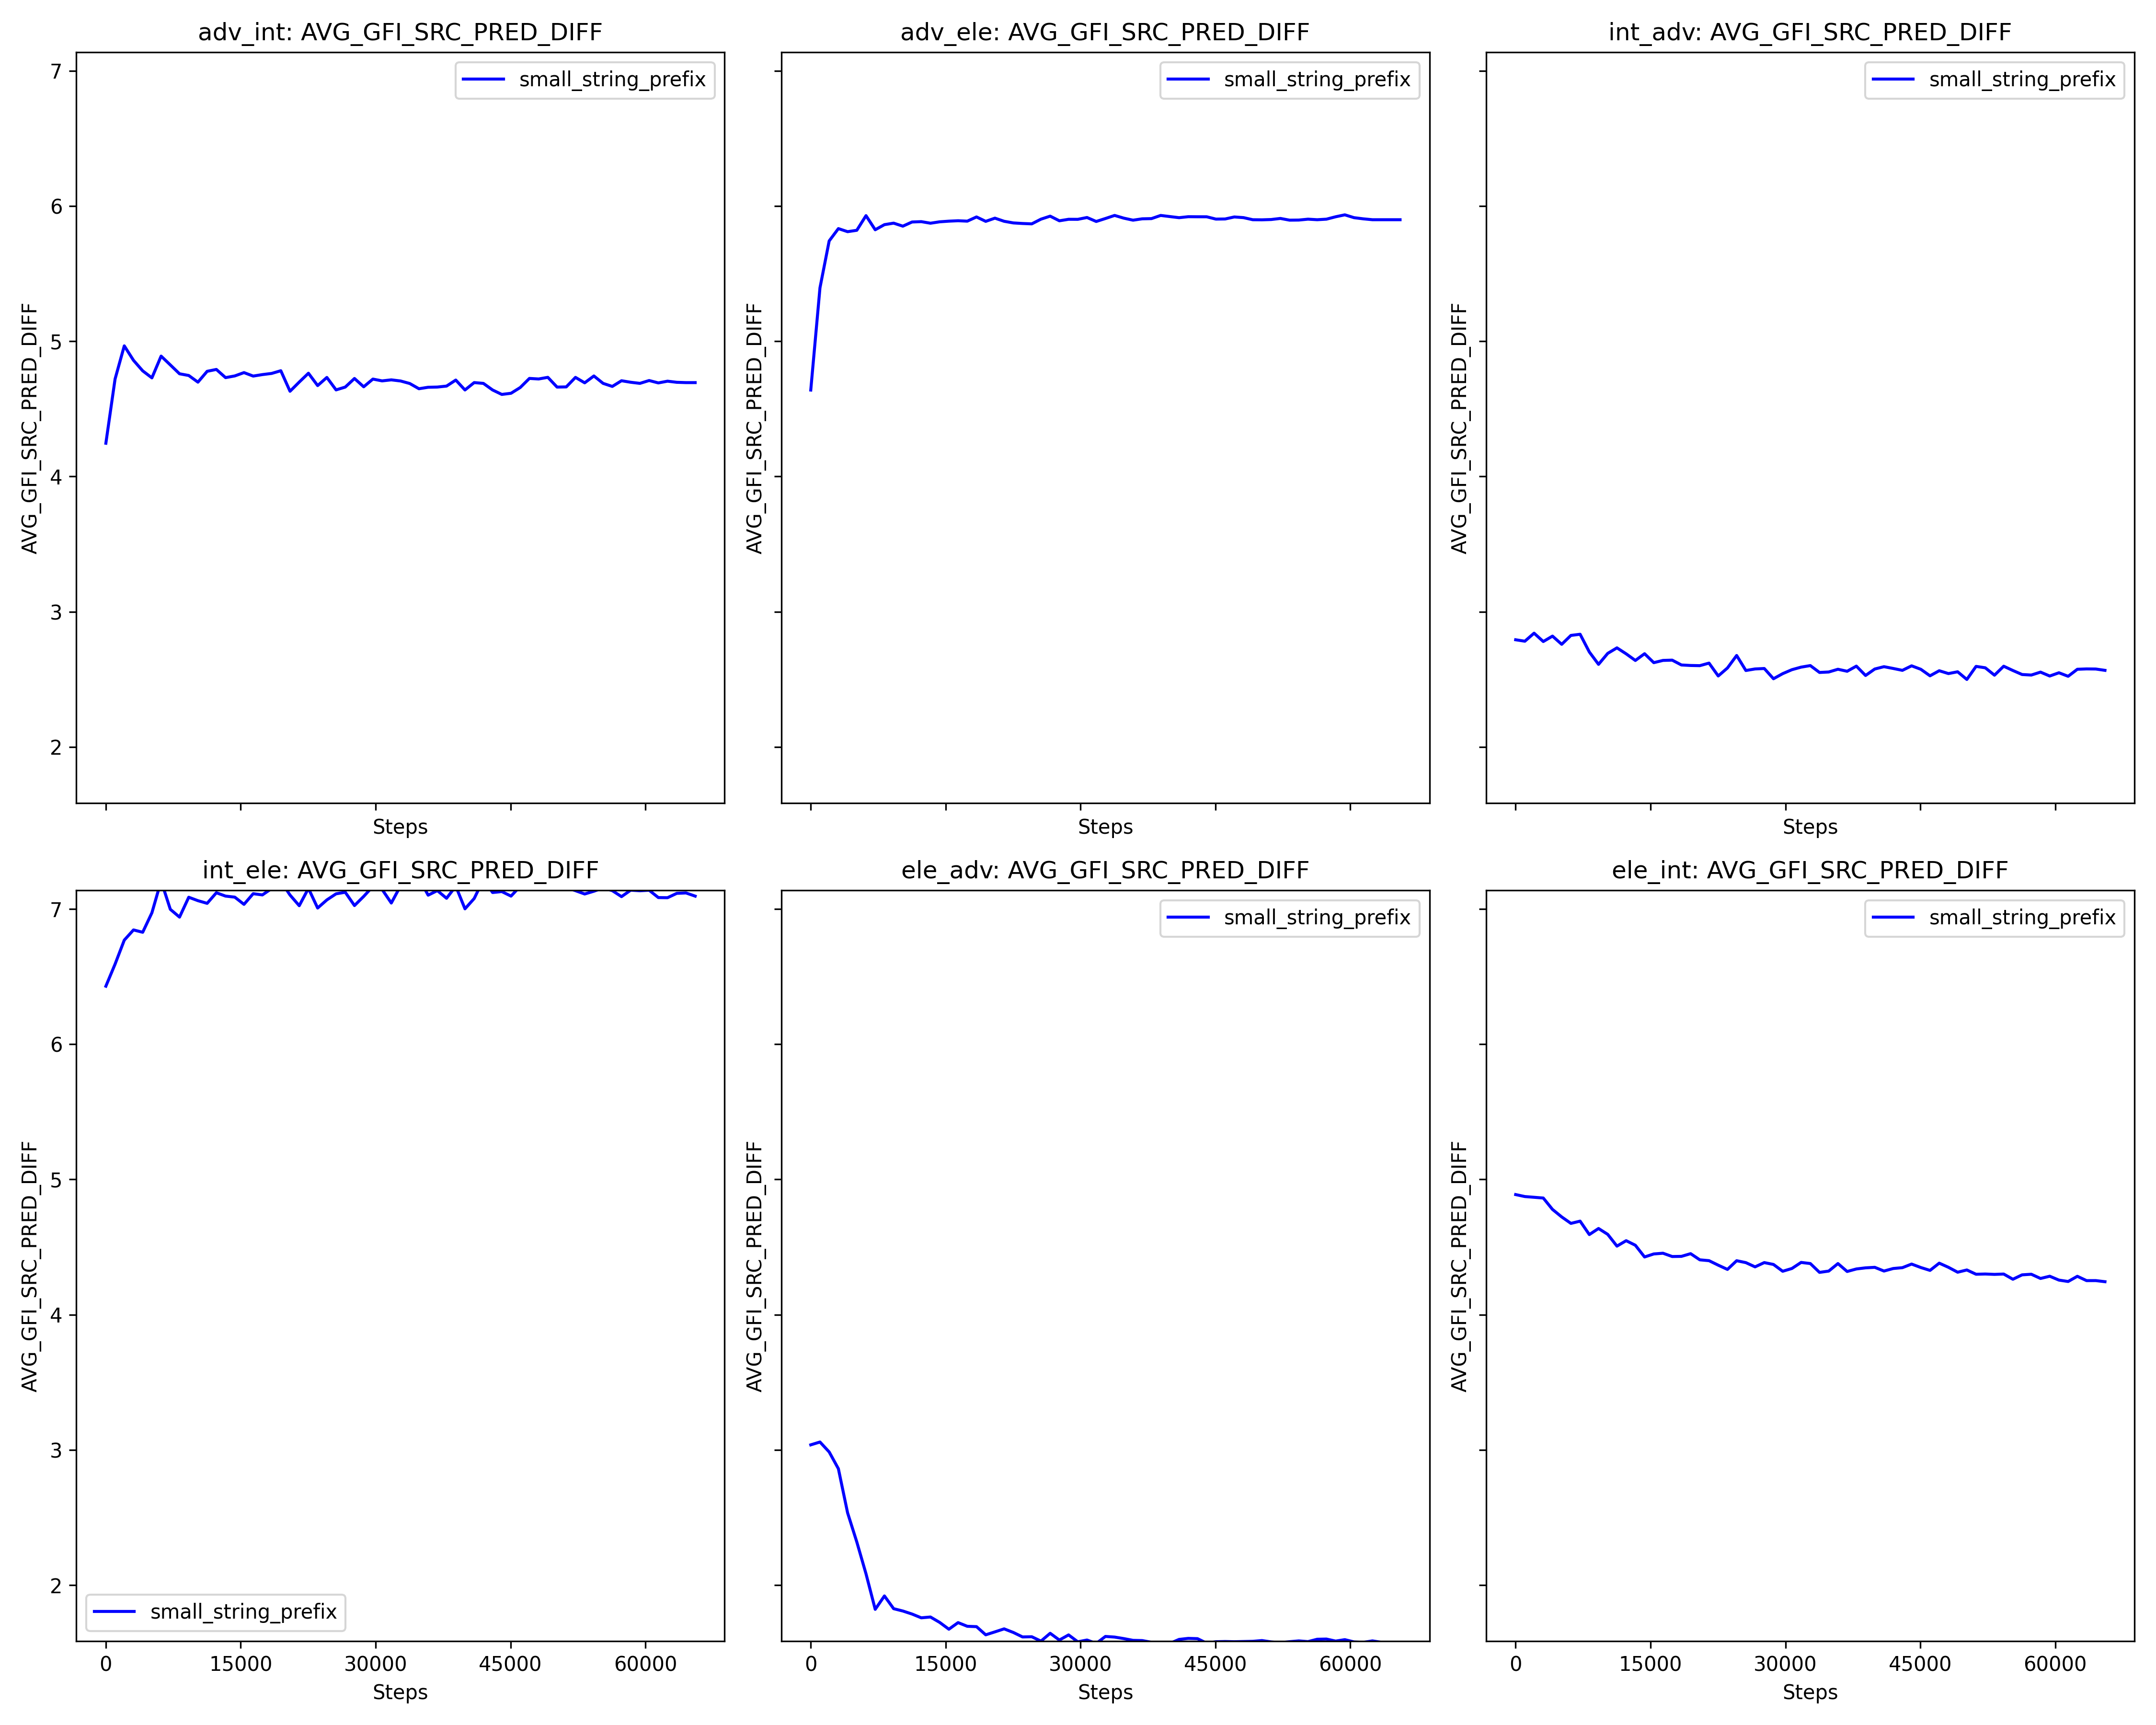 adv_int: AVG_GFI_SRC_PRED_DIFF
small_string_prefix
AVG_GFI_SRC_PRED_DIFF
7
6
5
4
3
2
Steps
adv_ele: AVG_GFI_SRC_PRED_DIFF
small_string_prefix
AVG_GFI_SRC_PRED_DIFF
Steps
int_adv: AVG_GFI_SRC_PRED_DIFF
small_string_prefix
AVG_GFI_SRC_PRED_DIFF
Steps
int_ele: AVG_GFI_SRC_PRED_DIFF
AVG_GFI_SRC_PRED_DIFF
7
6
5
4
3
2
small_string_prefix
0 15000 30000 45000 60000
Steps
ele_adv: AVG_GFI_SRC_PRED_DIFF
small_string_prefix
AVG_GFI_SRC_PRED_DIFF
0 15000 30000 45000 60000
Steps
ele_int: AVG_GFI_SRC_PRED_DIFF
small_string_prefix
AVG_GFI_SRC_PRED_DIFF
0 15000 30000 45000 60000
Steps